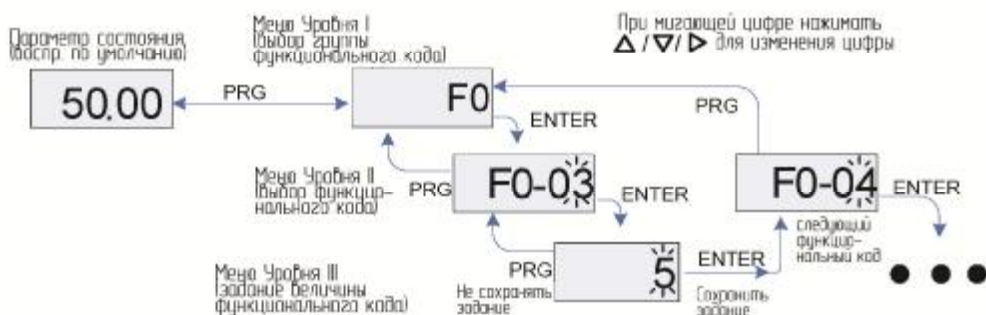 Параметр состояния,
(воспр. по умолчанию)
50.00
PRG
Меню Уровня I
(выбор группы
функционального кода)
F0
ENTER
При мигающей цифре нажимать
△ / ▽ / ▷ для изменения цифры
PRG
Меню Уровня II
(выбор функцио-
нального кода)
PRG
F0-03
ENTER
F0-04
ENTER
следующий
функцио-
нальный код
Меню Уровня III
(задание величины
функционального кода)
PRG
Не сохранять
задание
5
ENTER
Сохранить
задание